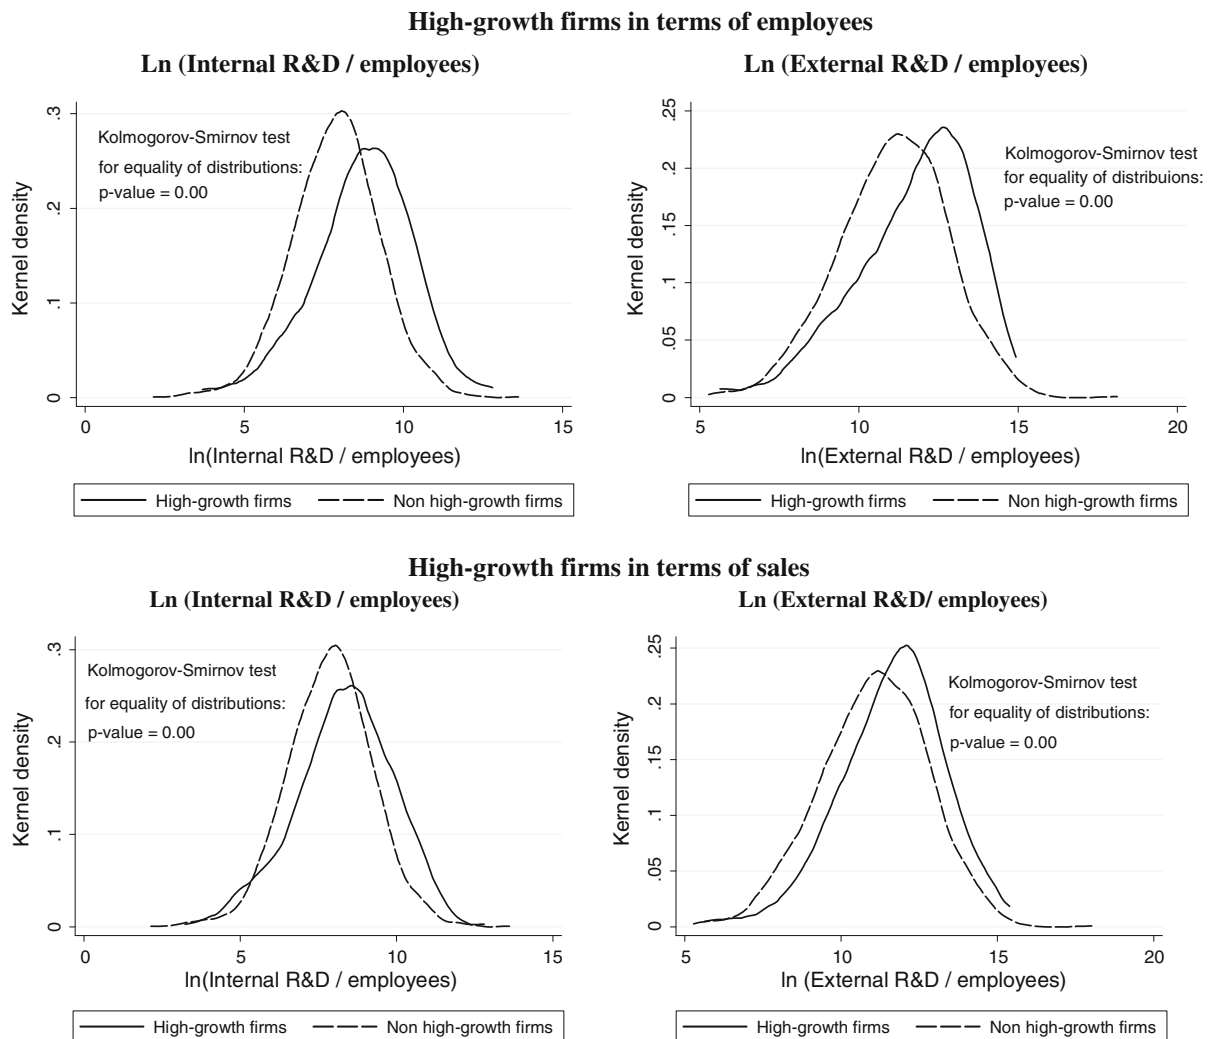 High-growth firms in terms of employees
Ln (Internal R&D / employees)
Kolmogorov-Smirnov test
for equality of distributions:
p-value = 0.00
Kernel density
0
.1
.2
.3
0
5
10
15
ln(Internal R&D / employees)
High-growth firms
Non high-growth firms
Ln (External R&D / employees)
Kolmogorov-Smirnov test
for equality of distribuions:
p-value = 0.00
Kernel density
0
.05
.1
.15
.2
.25
5
10
15
20
ln(External R&D / employees)
High-growth firms
Non high-growth firms
High-growth firms in terms of sales
Ln (Internal R&D / employees)
Kolmogorov-Smirnov test
for equality of distributions:
p-value = 0.00
Kernel density
0
.1
.2
.3
0
5
10
15
ln(Internal R&D / employees)
High-growth firms
Non high-growth firms
Ln (External R&D/ employees)
Kolmogorov-Smirnov test
for equality of distributions:
p-value = 0.00
Kernel density
0
.05
.1
.15
.2
.25
5
10
15
20
ln (External R&D / employees)
High-growth firms
Non high-growth firms